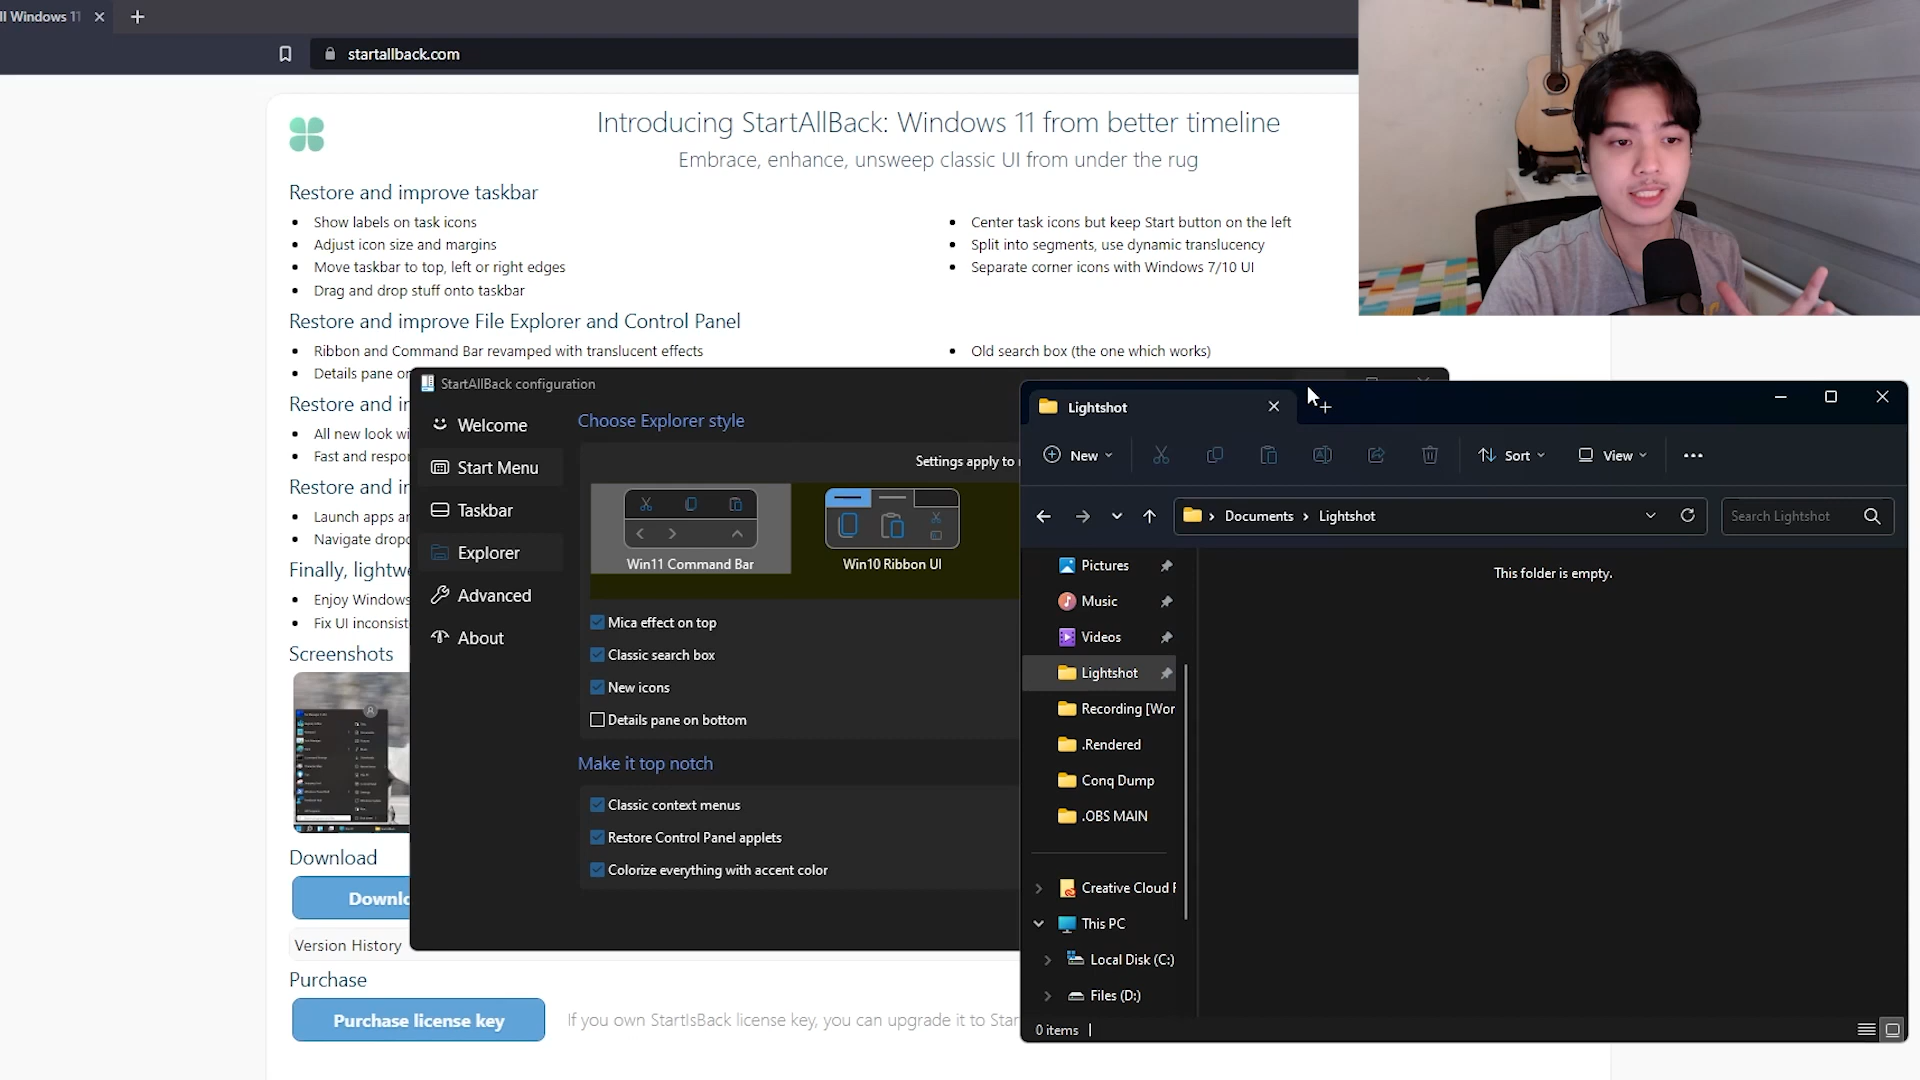 ll Windows 11
startallback.com
Introducing StartAllBack: Windows 11 from better timeline
Embrace, enhance, unsweep classic UI from under the rug
Restore and improve taskbar
Show labels on task icons
Adjust icon size and margins
Move taskbar to top, left or right edges
Drag and drop stuff onto taskbar
Center task icons but keep Start button on the left
Split into segments, use dynamic translucency
Separate corner icons with Windows 7/10 UI
Restore and improve File Explorer and Control Panel
Ribbon and Command Bar revamped with translucent effects
Details pane on
Old search box (the one which works)
Restore and i
All new look wi
Fast and respon
Restore and i
Launch apps a
Navigate dropd
Finally, lightwe
Enjoy Windows
Fix UI inconsist
Screenshots
Download
Downlo
Version History
Purchase
Purchase license key
If you own StartIsBack license key, you can upgrade it to Star
StartAllBack configuration
Welcome
Start Menu
Taskbar
Explorer
Advanced
About
Choose Explorer style
Settings apply to
Win11 Command Bar
Win10 Ribbon UI
Mica effect on top
Classic search box
New icons
Details pane on bottom
Make it top notch
Classic context menus
Restore Control Panel applets
Colorize everything with accent color
Lightshot
New
Sort
View
Documents
Lightshot
Search Lightshot
Pictures
Music
Videos
Lightshot
Recording [Wor
.Rendered
Conq Dump
.OBS MAIN
Creative Cloud F
This PC
Local Disk (C:)
Files (D:)
This folder is empty.
0 items